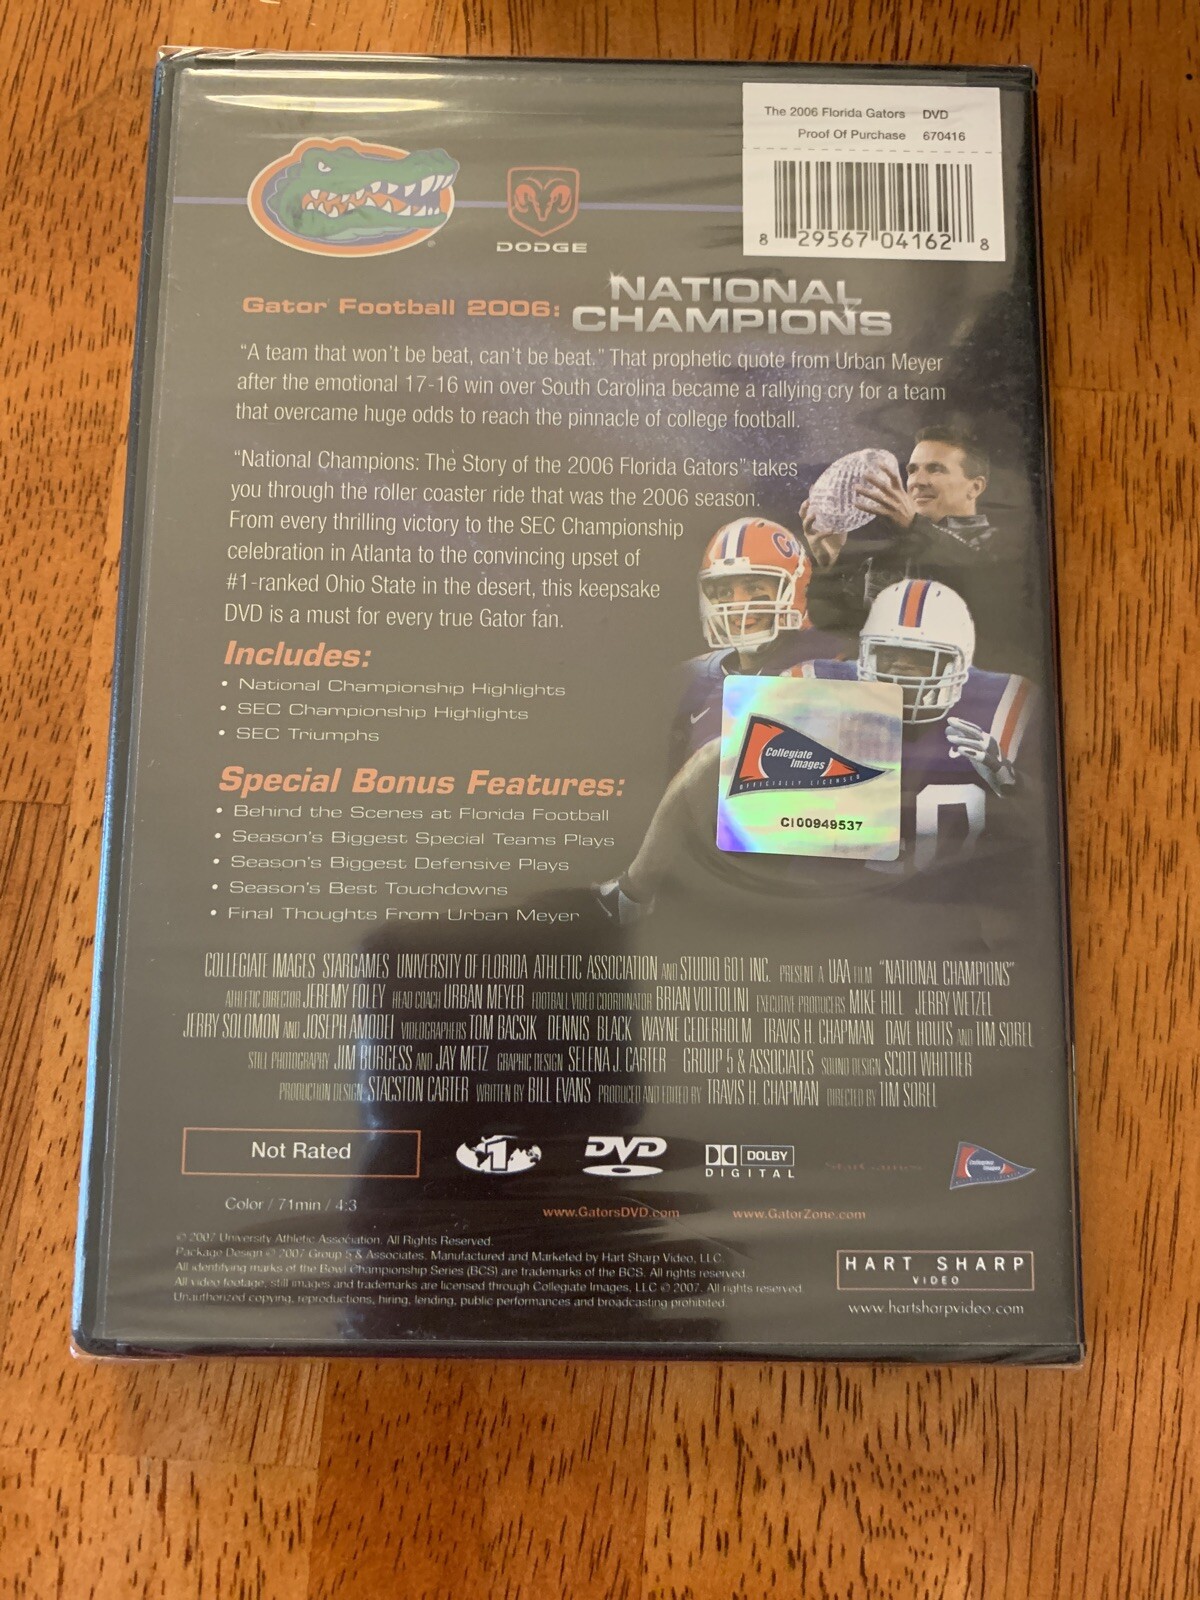 The 2006 Florida Gators DVD
Proof Of Purchase 670416
8 29567 04162 8
®
DODGE
Gator Football 2006: NATIONAL CHAMPIONS
“A team that won't be beat, can't be beat.” That prophetic quote from Urban Meyer
after the emotional 17-16 win over South Carolina became a rallying cry for a team
that overcame huge odds to reach the pinnacle of college football.
“National Champions: The Story of the 2006 Florida Gators” takes
you through the roller coaster ride that was the 2006 season.
From every thrilling victory to the SEC Championship
celebration in Atlanta to the convincing upset of
#1-ranked Ohio State in the desert, this keepsake
DVD is a must for every true Gator fan.
Includes:
• National Championship Highlights
• SEC Championship Highlights
• SEC Triumphs
Special Bonus Features:
• Behind the Scenes at Florida Football
• Season's Biggest Special Teams Plays
• Season's Biggest Defensive Plays
• Season's Best Touchdowns
• Final Thoughts From Urban Meyer
Collegiate
Images
OFFICIALLY LICENSED
CI00949537
COLLEGIATE IMAGES STARGAMES UNIVERSITY OF FLORIDA ATHLETIC ASSOCIATION AND STUDIO 601 INC. PRESENT A UAA FILM “NATIONAL CHAMPIONS”
ATHLETIC DIRECTOR JEREMY FOLEY HEAD COACH URBAN MEYER FOOTBALL VIDEO COORDINATOR BRIAN VOLTOLINI EXECUTIVE PRODUCERS MIKE HILL JERRY WETZEL
JERRY SOLOMON AND JOSEPH AMODEI VIDEOGRAPHERS TOM BACSIK DENNIS BLACK WAYNE CEDERHOLM TRAVIS H. CHAPMAN DAVE HOUTS AND TIM SOREL
STILL PHOTOGRAPHY JIM BURGESS AND JAY METZ GRAPHIC DESIGN SELENA J. CARTER - GROUP 5 & ASSOCIATES SOUND DESIGN SCOTT WHITTIER
PRODUCTION DESIGN STACSTON CARTER WRITTEN BY BILL EVANS PRODUCED AND EDITED BY TRAVIS H. CHAPMAN DIRECTED BY TIM SOREL
Not Rated
1
DVD
DOLBY
DIGITAL
StarGames
Collegiate
Images
Color / 71min / 4:3
www.GatorsDVD.com
www.GatorZone.com
© 2007 University Athletic Association. All Rights Reserved.
Package Design © 2007 Group 5 & Associates. Manufactured and Marketed by Hart Sharp Video, LLC.
All identifying marks of the Bowl Championship Series (BCS) are trademarks of the BCS. All rights reserved
All video footage, still images and trademarks are licensed through Collegiate Images, LLC © 2007. All rights reserved.
Unauthorized copying, reproductions, hiring, lending, public performances and broadcasting prohibited.
HART SHARP
VIDEO
www.hartsharpvideo.com